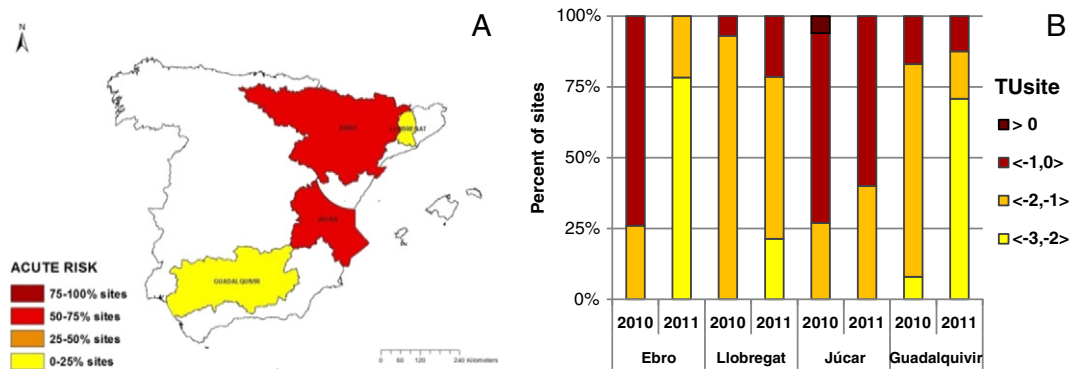 N
A
EBRO
JÚCAR
GUADALQUIVIR
ACUTE RISK
75-100% sites
50-75% sites
25-50% sites
0-25% sites
0 60 120 240 Kilometers
B
Percent of sites
100%
75%
50%
25%
0%
2010 2011 2010 2011 2010 2011 2010 2011
Ebro Llobregat Júcar Guadalquivir
TUsite
> 0
<-1,0>
<-2,-1>
<-3,-2>